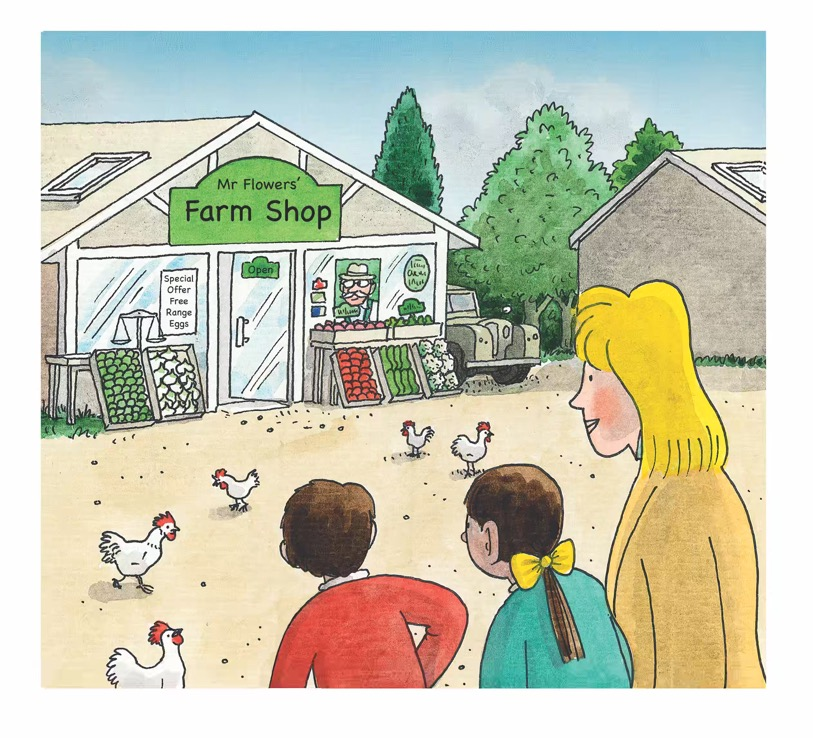 Mr Flowers'
Farm Shop
Open
Special
Offer
Free
Range
Eggs